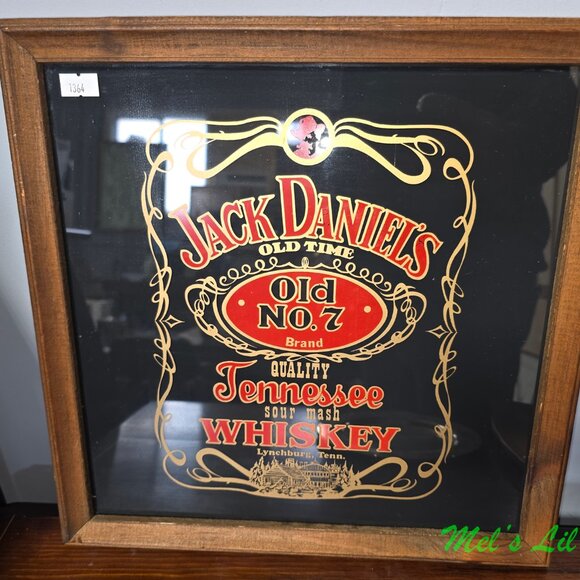 1364
JACK DANIEL'S
OLD TIME
Old
NO.7
Brand
QUALITY
Tennessee
sour mash
WHISKEY
Lynchburg, Tenn.
Mel's Lil